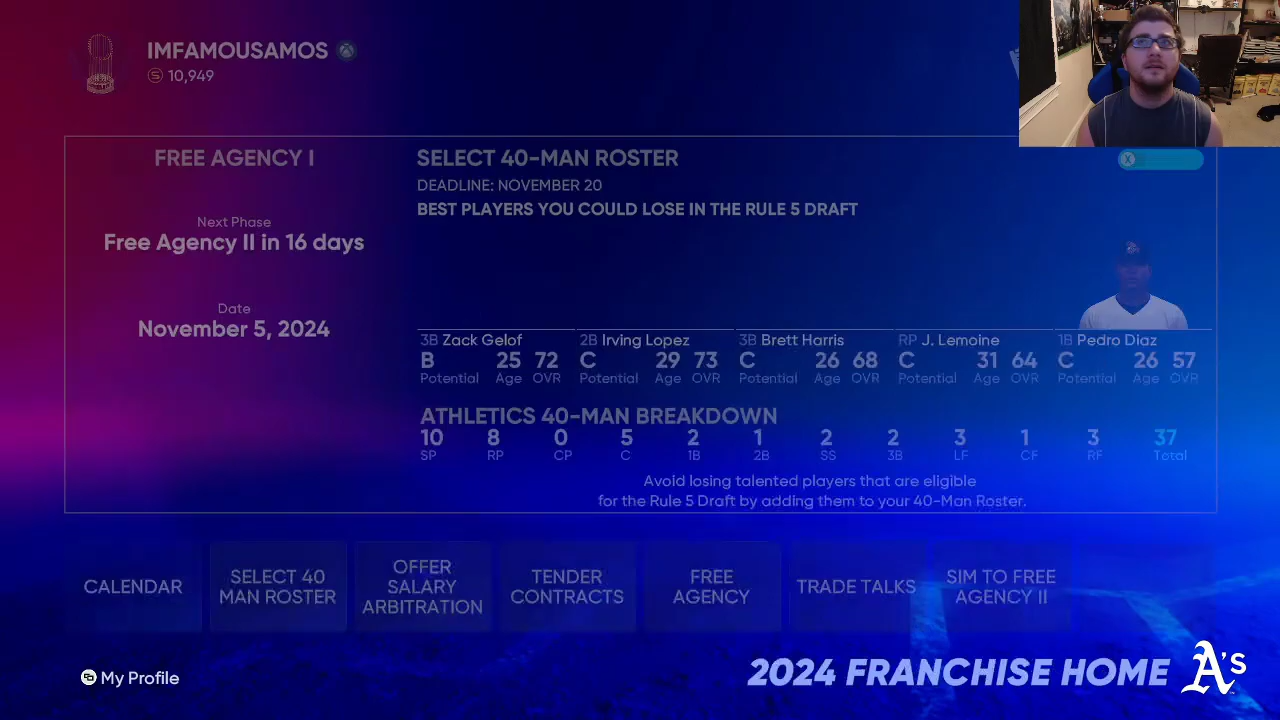 IMFAMOUSAMOS
10,949
FREE AGENCY I
Next Phase
Free Agency II in 16 days
Date
November 5, 2024
SELECT 40-MAN ROSTER
DEADLINE: NOVEMBER 20
BEST PLAYERS YOU COULD LOSE IN THE RULE 5 DRAFT
3B Zack Gelof 2B Irving Lopez 3B Brett Harris RP J. Lemoine 1B Pedro Diaz
B 25 72 C 29 73 C 26 68 C 31 64 C 26 57
Potential Age OVR Potential Age OVR Potential Age OVR Potential Age OVR Potential Age OVR
ATHLETICS 40-MAN BREAKDOWN
10 8 0 5 2 1 2 2 3 1 3 37
SP RP CP C 1B 2B SS 3B LF CF RF Total
Avoid losing talented players that are eligible
for the Rule 5 Draft by adding them to your 40-Man Roster.
CALENDAR
SELECT 40
MAN ROSTER
OFFER
SALARY
ARBITRATION
TENDER
CONTRACTS
FREE
AGENCY
TRADE TALKS
SIM TO FREE
AGENCY II
My Profile
2024 FRANCHISE HOME A's